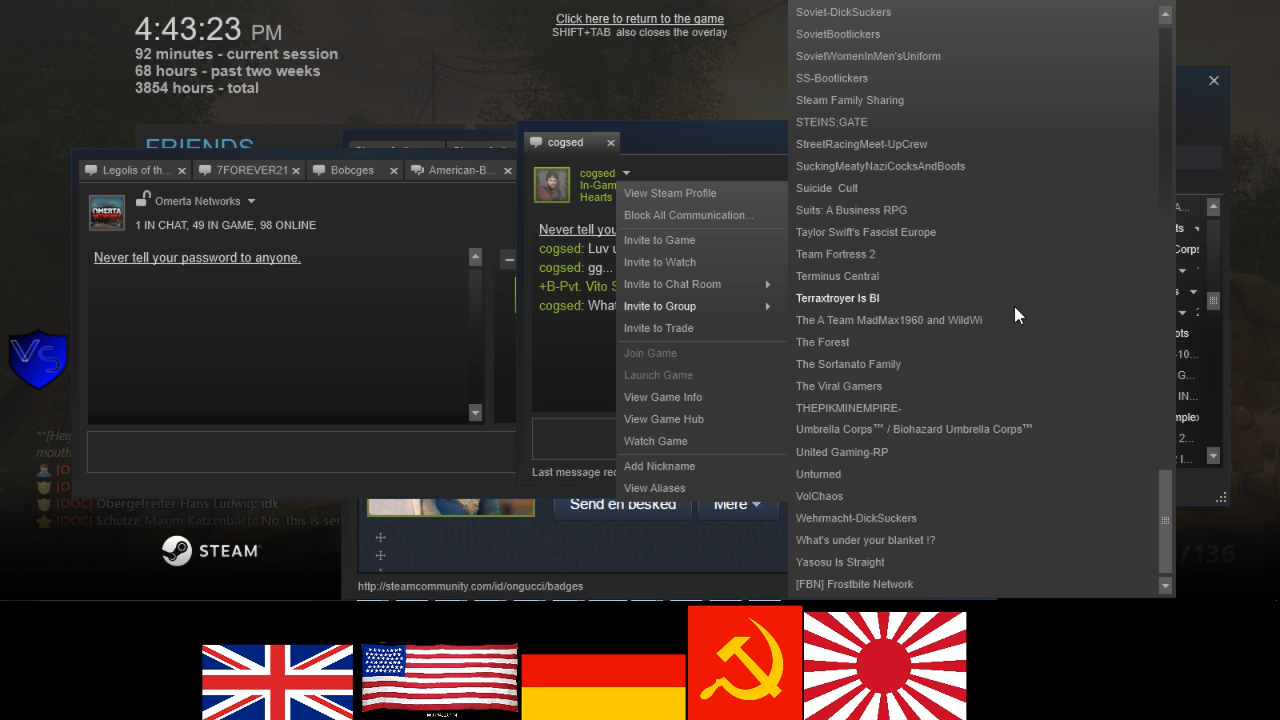 4:43:23 PM
92 minutes - current session
68 hours - past two weeks
3854 hours - total
Click here to return to the game
SHIFT+TAB also closes the overlay
FRIENDS
Legolis of th...
7FOREVER21
Bobcges
American-B...
Omerta Networks
OMERTA
NETWORKS
1 IN CHAT, 49 IN GAME, 98 ONLINE
Never tell your password to anyone.
cogsed
cogsed
In-Gam
Hearts
Never tell you
cogsed: Luv u
cogsed: gg...
+B-Pvt. Vito S
cogsed: What
Last message rec
View Steam Profile
Block All Communication...
Invite to Game
Invite to Watch
Invite to Chat Room
Invite to Group
Invite to Trade
Join Game
Launch Game
View Game Info
View Game Hub
Watch Game
Add Nickname
View Aliases
Soviet-DickSuckers
SovietBootlickers
SovietWomenInMen'sUniform
SS-Bootlickers
Steam Family Sharing
STEINS;GATE
StreetRacingMeet-UpCrew
SuckingMeatyNaziCocksAndBoots
Suicide Cult
Suits: A Business RPG
Taylor Swift's Fascist Europe
Team Fortress 2
Terminus Central
Terraxtroyer Is BI
The A Team MadMax1960 and WildWi
The Forest
The Sortanato Family
The Viral Gamers
THEPIKMINEMPIRE-
Umbrella Corps™ / Biohazard Umbrella Corps™
United Gaming-RP
Unturned
VolChaos
Wehrmacht-DickSuckers
What's under your blanket !?
Yasosu Is Straight
[FBN] Frostbite Network
VS
[OOC] Obergefreiter Hans Ludwig: idk
[OOC] Schutze Maxim Katzenbach: No, this is ser
STEAM
Send en besked
Mere
http://steamcommunity.com/id/ongucci/badges
/136